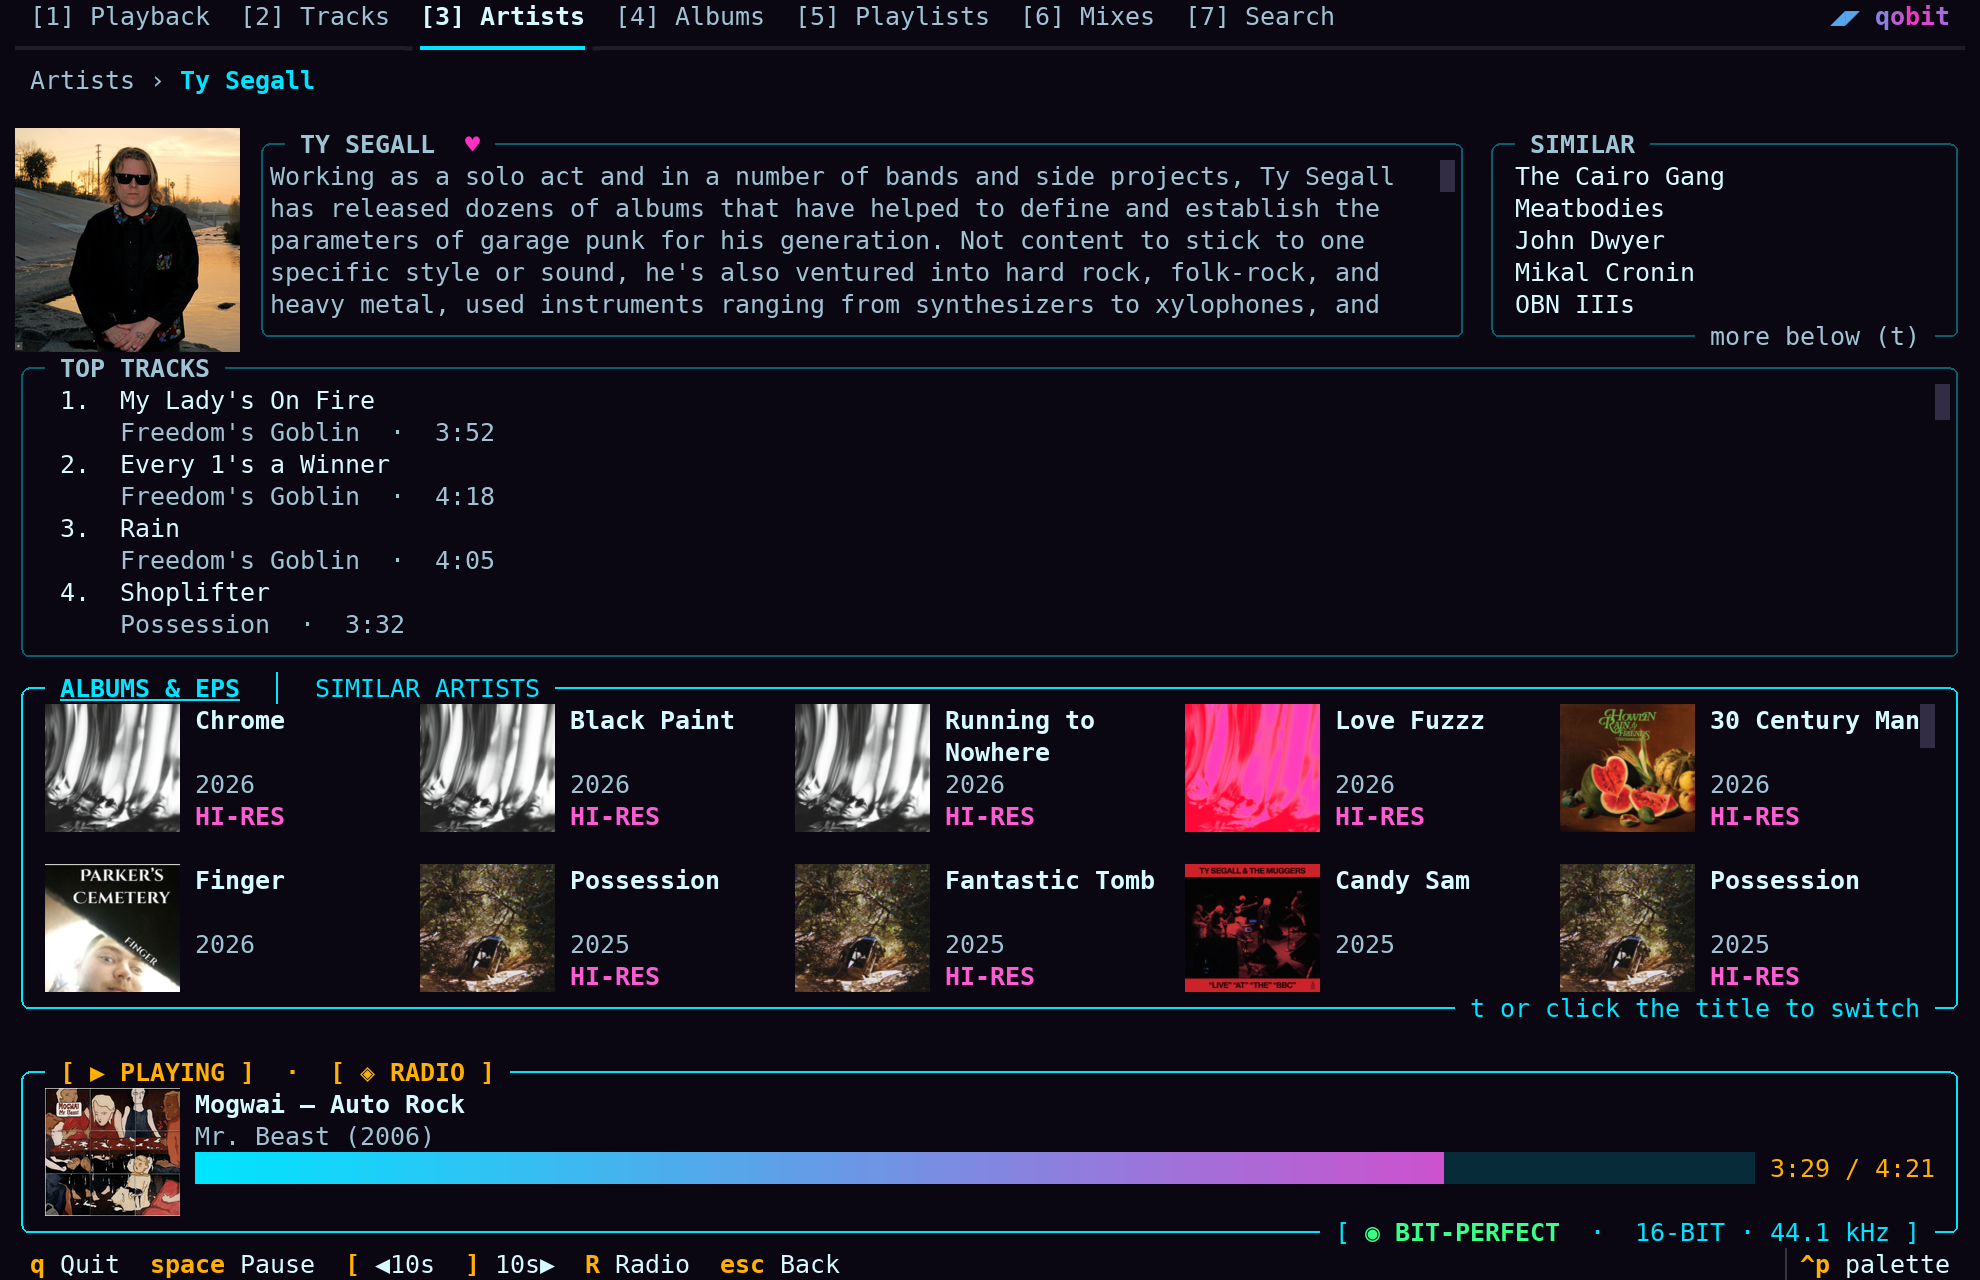 [1] Playback [2] Tracks [3] Artists [4] Albums [5] Playlists [6] Mixes [7] Search qobit
Artists › Ty Segall
TY SEGALL ♥
Working as a solo act and in a number of bands and side projects, Ty Segall
has released dozens of albums that have helped to define and establish the
parameters of garage punk for his generation. Not content to stick to one
specific style or sound, he's also ventured into hard rock, folk-rock, and
heavy metal, used instruments ranging from synthesizers to xylophones, and
SIMILAR
The Cairo Gang
Meatbodies
John Dwyer
Mikal Cronin
OBN IIIs
more below (t)
TOP TRACKS
1. My Lady's On Fire
Freedom's Goblin · 3:52
2. Every 1's a Winner
Freedom's Goblin · 4:18
3. Rain
Freedom's Goblin · 4:05
4. Shoplifter
Possession · 3:32
ALBUMS & EPS │ SIMILAR ARTISTS
Chrome
2026
HI-RES
Black Paint
2026
HI-RES
Running to
Nowhere
2026
HI-RES
Love Fuzzz
2026
HI-RES
HOWLIN
RAIN &
FRIENDS
30 Century Man
2026
HI-RES
PARKER'S
CEMETERY
FINGER
Finger
2026
Possession
2025
HI-RES
Fantastic Tomb
2025
HI-RES
TY SEGALL & THE MUGGERS
"LIVE" "AT" "THE" "BBC"
Candy Sam
2025
Possession
2025
HI-RES
t or click the title to switch
[ ▶ PLAYING ] · [ ◈ RADIO ]
MOGWAI
Mr Beast
Mogwai — Auto Rock
Mr. Beast (2006)
3:29 / 4:21
[ ◉ BIT-PERFECT · 16-BIT · 44.1 kHz ]
q Quit space Pause [ ◀10s ] 10s▶ R Radio esc Back ^p palette